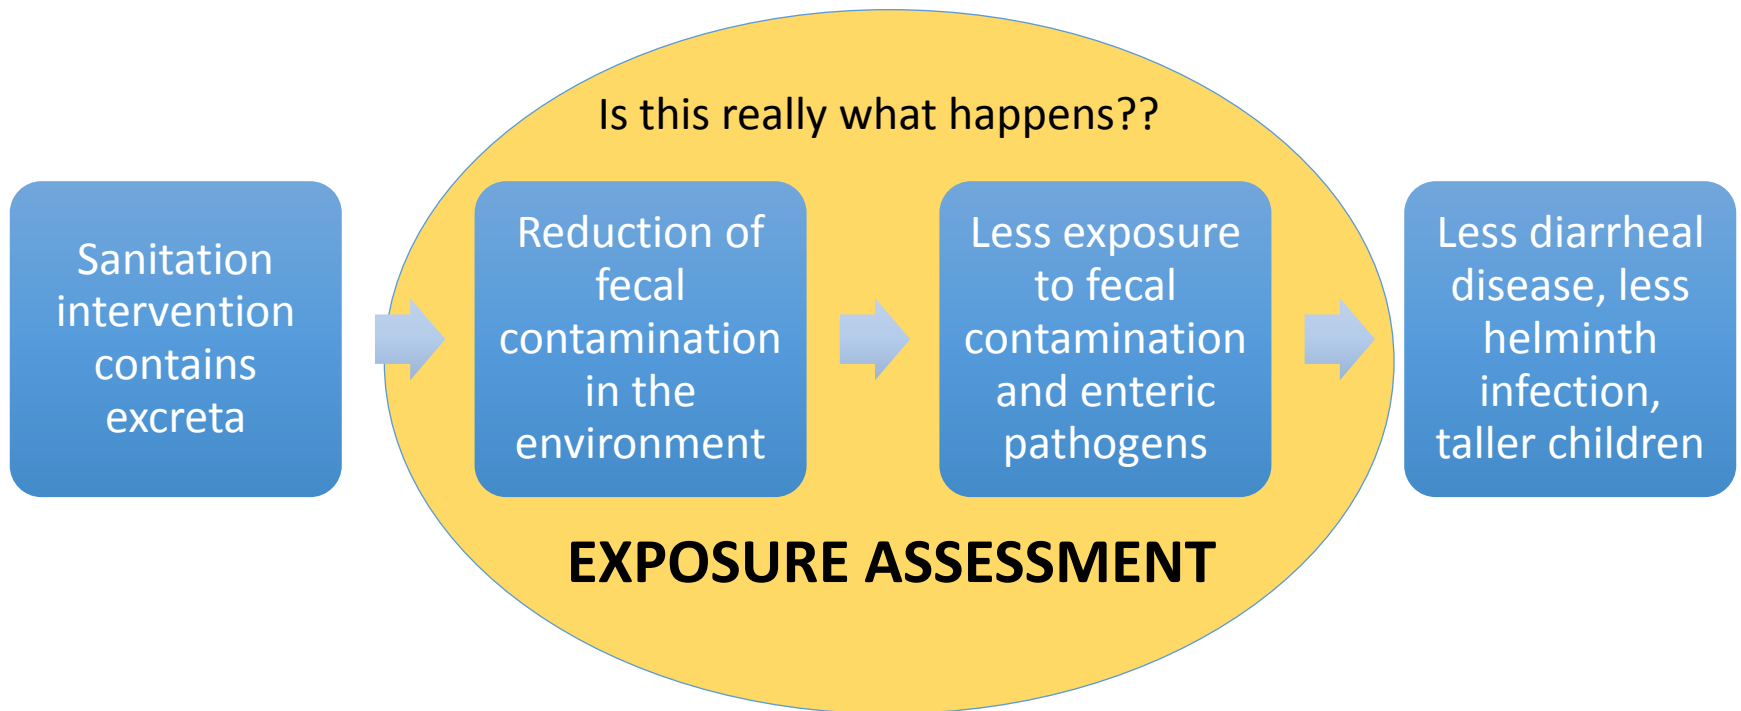 Is this really what happens??
Sanitation
intervention
contains
excreta
Reduction of
fecal
contamination
in the
environment
Less exposure
to fecal
contamination
and enteric
pathogens
Less diarrheal
disease, less
helminth
infection,
taller children
EXPOSURE ASSESSMENT